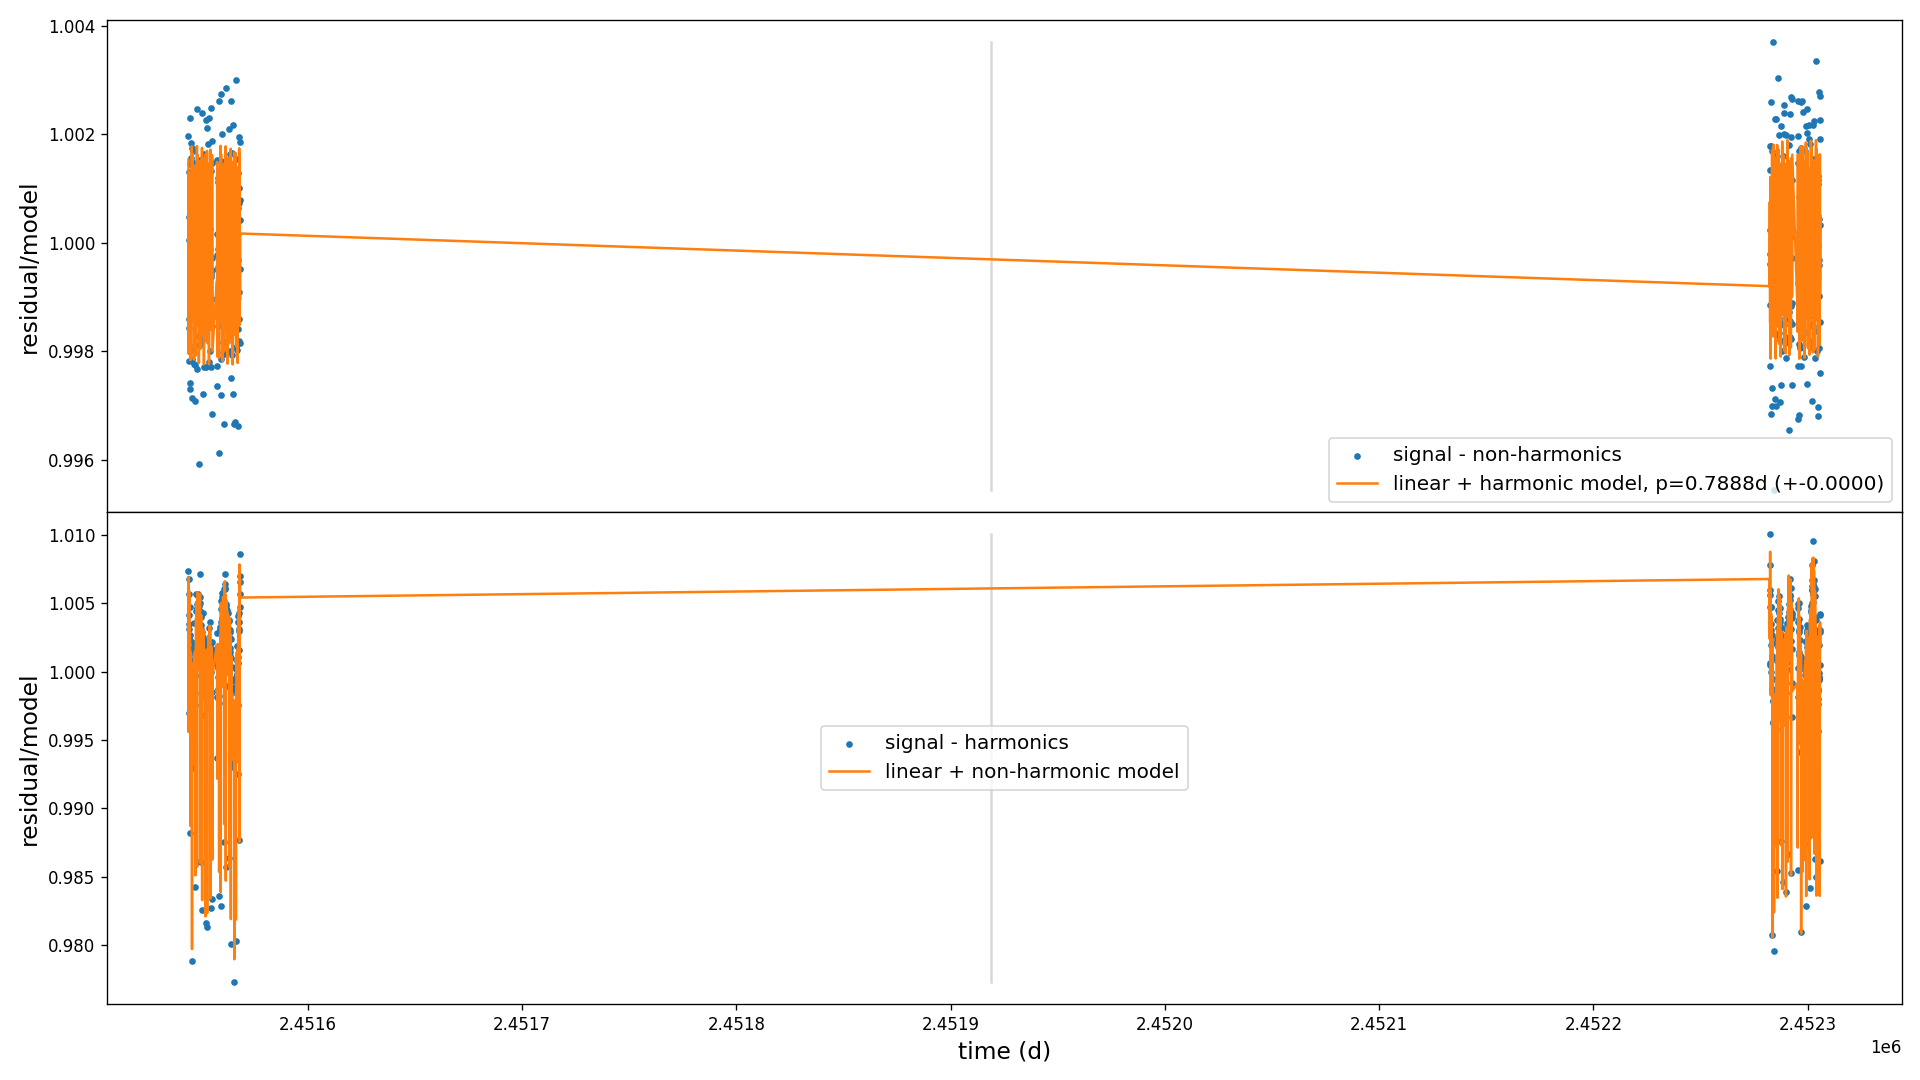 1.004
1.002
1.000
0.998
0.996
residual/model
signal - non-harmonics
linear + harmonic model, p=0.7888d (+-0.0000)
1.010
1.005
1.000
0.995
0.990
0.985
0.980
residual/model
signal - harmonics
linear + non-harmonic model
2.4516 2.4517 2.4518 2.4519 2.4520 2.4521 2.4522 2.4523
1e6
time (d)